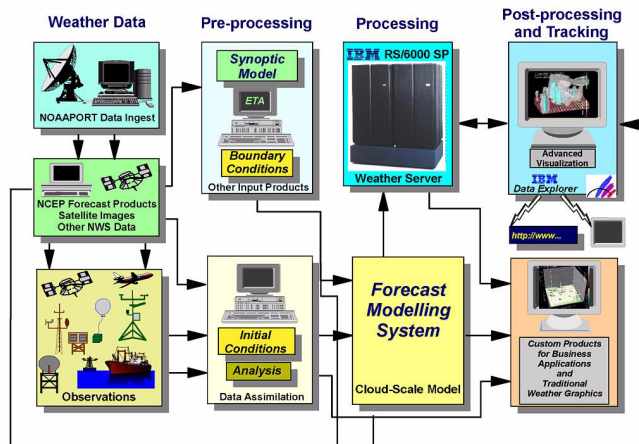 Weather Data
Pre-processing
Processing
Post-processing
and Tracking
NOAAPORT Data Ingest
NCEP Forecast Products
Satellite Images
Other NWS Data
Observations
Synoptic Model
ETA
Boundary
Conditions
Other Input Products
Initial
Conditions
Analysis
Data Assimilation
IBM RS/6000 SP
Weather Server
Forecast
Modelling
System
Cloud-Scale Model
Advanced
Visualization
IBM
Data Explorer
http://www...
Custom Products
for Business
Applications
and
Traditional
Weather Graphics